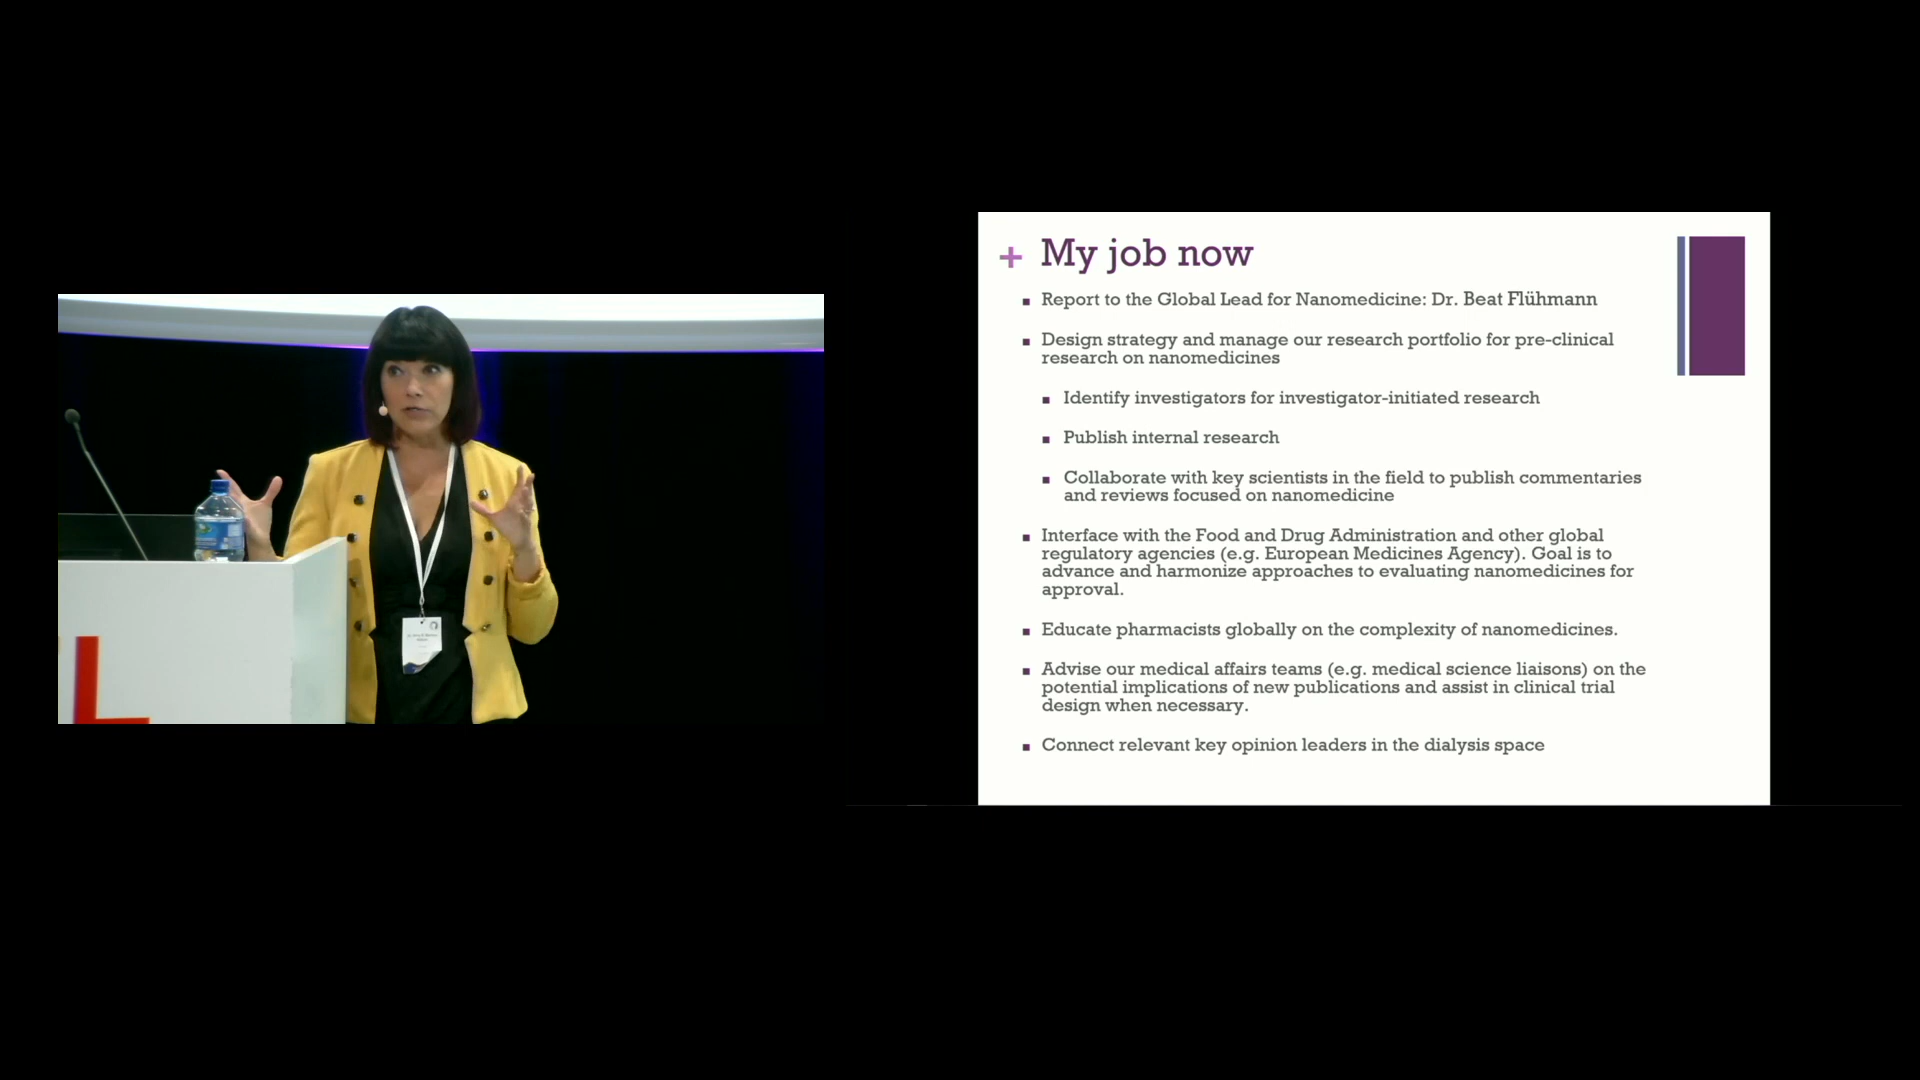 + My job now
▪ Report to the Global Lead for Nanomedicine: Dr. Beat Flühmann
▪ Design strategy and manage our research portfolio for pre-clinical
research on nanomedicines
▪ Identify investigators for investigator-initiated research
▪ Publish internal research
▪ Collaborate with key scientists in the field to publish commentaries
and reviews focused on nanomedicine
▪ Interface with the Food and Drug Administration and other global
regulatory agencies (e.g. European Medicines Agency). Goal is to
advance and harmonize approaches to evaluating nanomedicines for
approval.
▪ Educate pharmacists globally on the complexity of nanomedicines.
▪ Advise our medical affairs teams (e.g. medical science liaisons) on the
potential implications of new publications and assist in clinical trial
design when necessary.
▪ Connect relevant key opinion leaders in the dialysis space